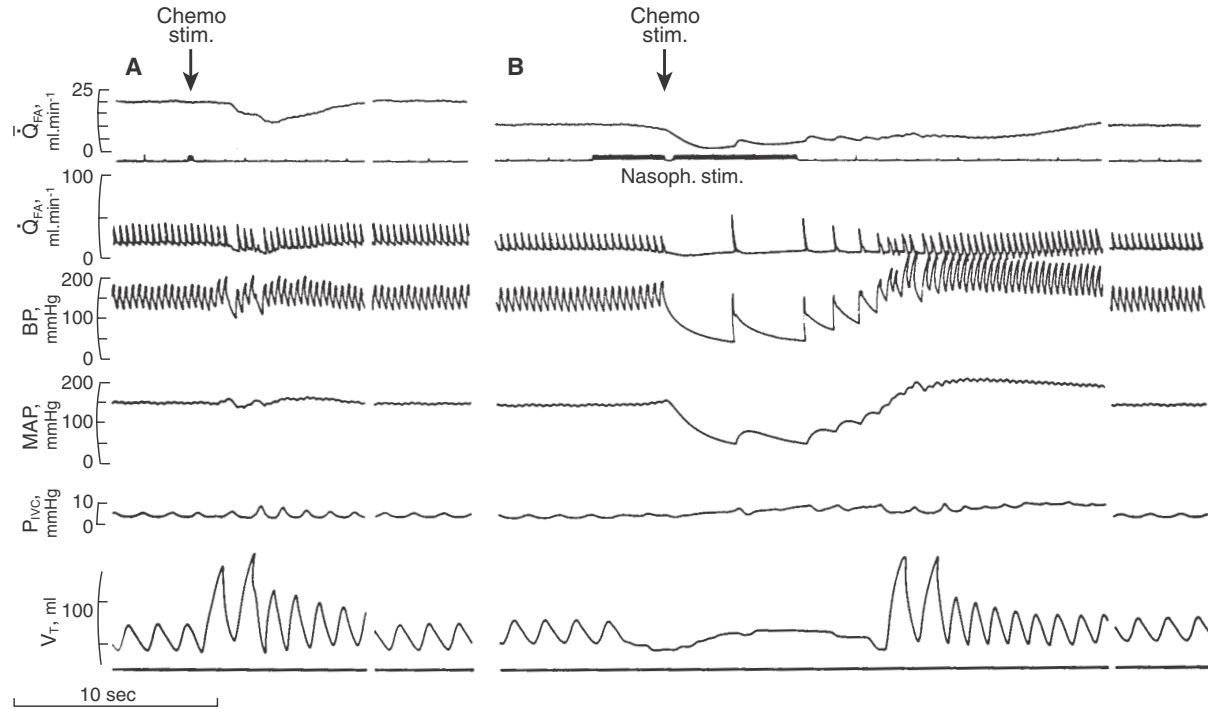 Chemo
stim.
Chemo
stim.
A
B
25
0
Q̄̇FA,
ml.min-1
Nasoph. stim.
100
50
0
Q̇FA,
ml.min-1
200
100
0
BP,
mmHg
200
100
0
MAP,
mmHg
10
0
PIVC,
mmHg
100
VT, ml
10 sec